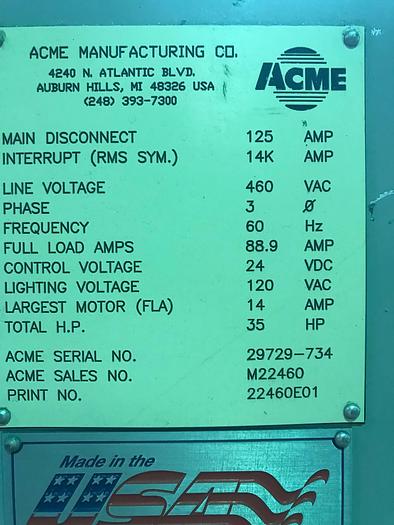 ACME MANUFACTURING CO.
4240 N. ATLANTIC BLVD.
AUBURN HILLS, MI 48326 USA
(248) 393-7300
ACME
MAIN DISCONNECT 125 AMP
INTERRUPT (RMS SYM.) 14K AMP
LINE VOLTAGE 460 VAC
PHASE 3 Ø
FREQUENCY 60 Hz
FULL LOAD AMPS 88.9 AMP
CONTROL VOLTAGE 24 VDC
LIGHTING VOLTAGE 120 VAC
LARGEST MOTOR (FLA) 14 AMP
TOTAL H.P. 35 HP
ACME SERIAL NO. 29729-734
ACME SALES NO. M22460
PRINT NO. 22460E01
Made in the
USA